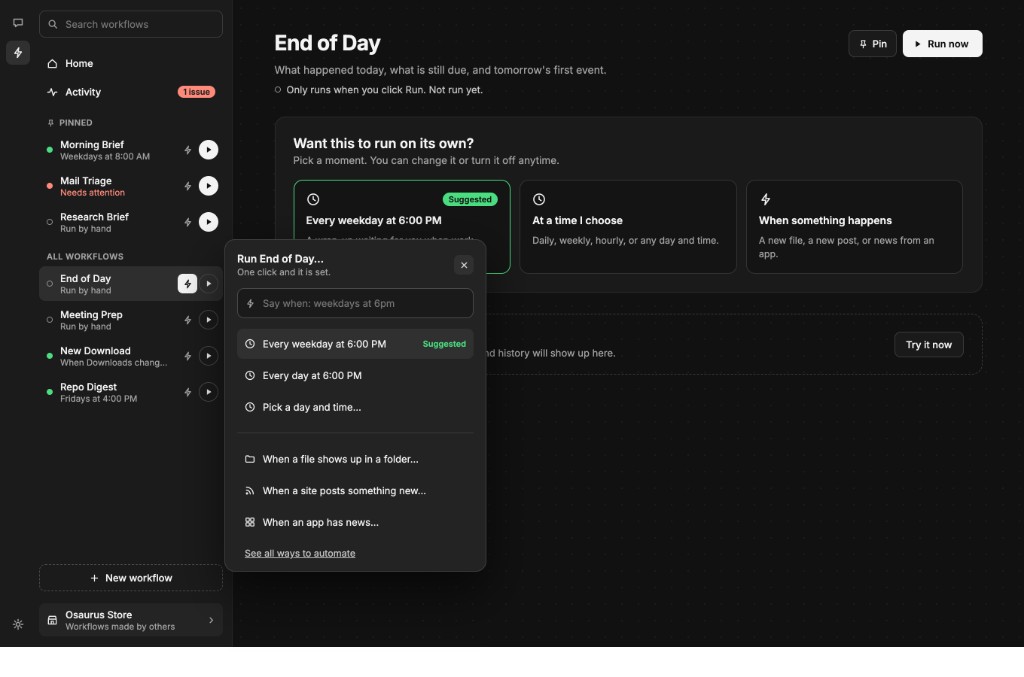 Search workflows
Home
Activity
1 issue
PINNED
Morning Brief
Weekdays at 8:00 AM
Mail Triage
Needs attention
Research Brief
Run by hand
ALL WORKFLOWS
End of Day
Run by hand
Meeting Prep
Run by hand
New Download
When Downloads chang...
Repo Digest
Fridays at 4:00 PM
New workflow
Osaurus Store
Workflows made by others
End of Day
Pin
Run now
What happened today, what is still due, and tomorrow's first event.
Only runs when you click Run. Not run yet.
Want this to run on its own?
Pick a moment. You can change it or turn it off anytime.
Suggested
Every weekday at 6:00 PM
At a time I choose
Daily, weekly, hourly, or any day and time.
When something happens
A new file, a new post, or news from an
app.
history will show up here.
Try it now
Run End of Day...
One click and it is set.
Say when: weekdays at 6pm
Every weekday at 6:00 PM
Suggested
Every day at 6:00 PM
Pick a day and time...
When a file shows up in a folder...
When a site posts something new...
When an app has news...
See all ways to automate